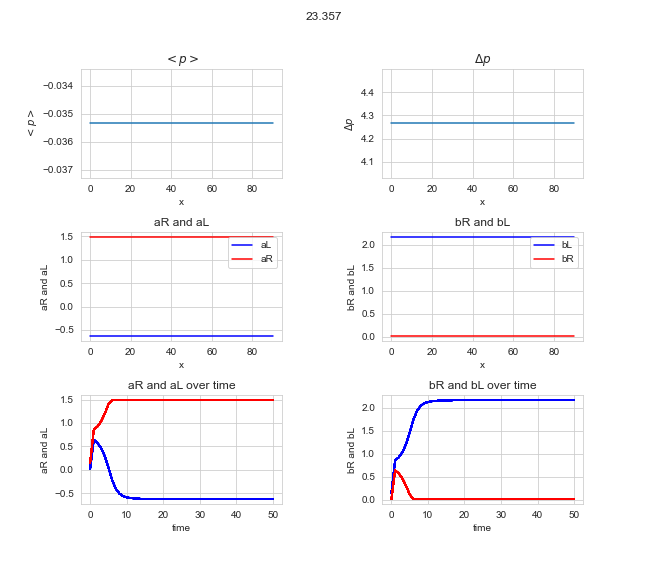 23.357
< p >
Δp
−0.034
−0.035
−0.036
−0.037
< p >
0 20 40 60 80
x
4.4
4.3
4.2
4.1
Δp
0 20 40 60 80
x
aR and aL
1.5
1.0
0.5
0.0
−0.5
aR and aL
aL
aR
0 20 40 60 80
x
bR and bL
2.0
1.5
1.0
0.5
0.0
bR and bL
bL
bR
0 20 40 60 80
x
aR and aL over time
1.5
1.0
0.5
0.0
−0.5
aR and aL
0 10 20 30 40 50
time
bR and bL over time
2.0
1.5
1.0
0.5
0.0
bR and bL
0 10 20 30 40 50
time